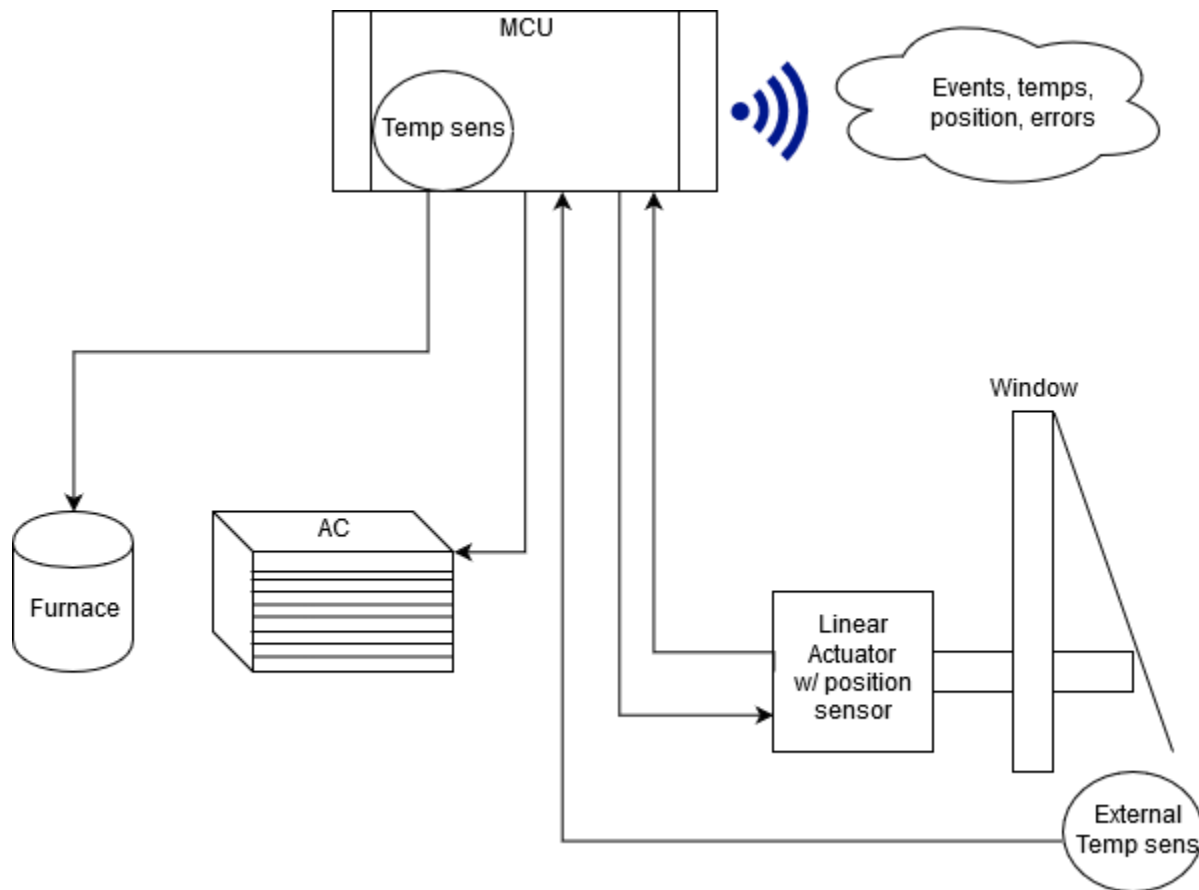 MCU
Temp sens
Events, temps,
position, errors
Window
AC
Furnace
Linear
Actuator
w/ position
sensor
External
Temp sens